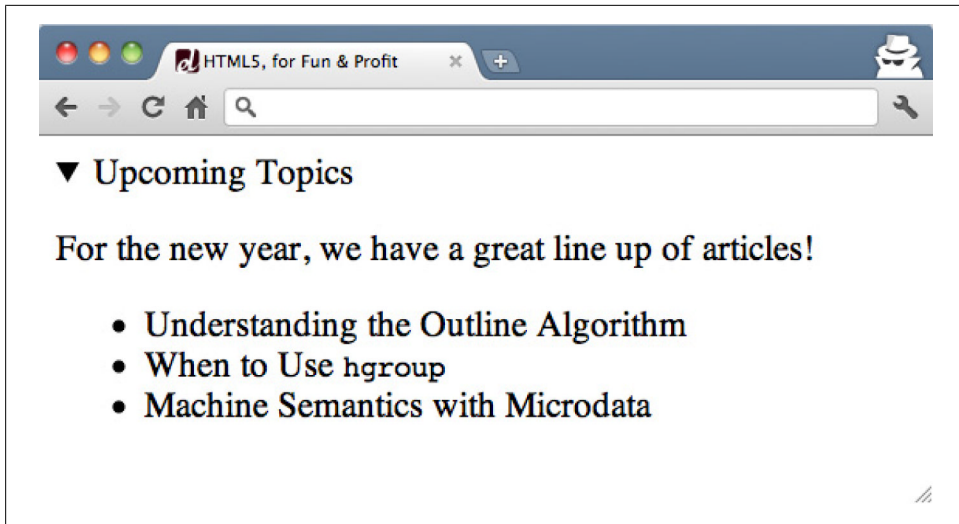 HTML5, for Fun & Profit
Upcoming Topics
For the new year, we have a great line up of articles!
Understanding the Outline Algorithm
When to Use hgroup
Machine Semantics with Microdata